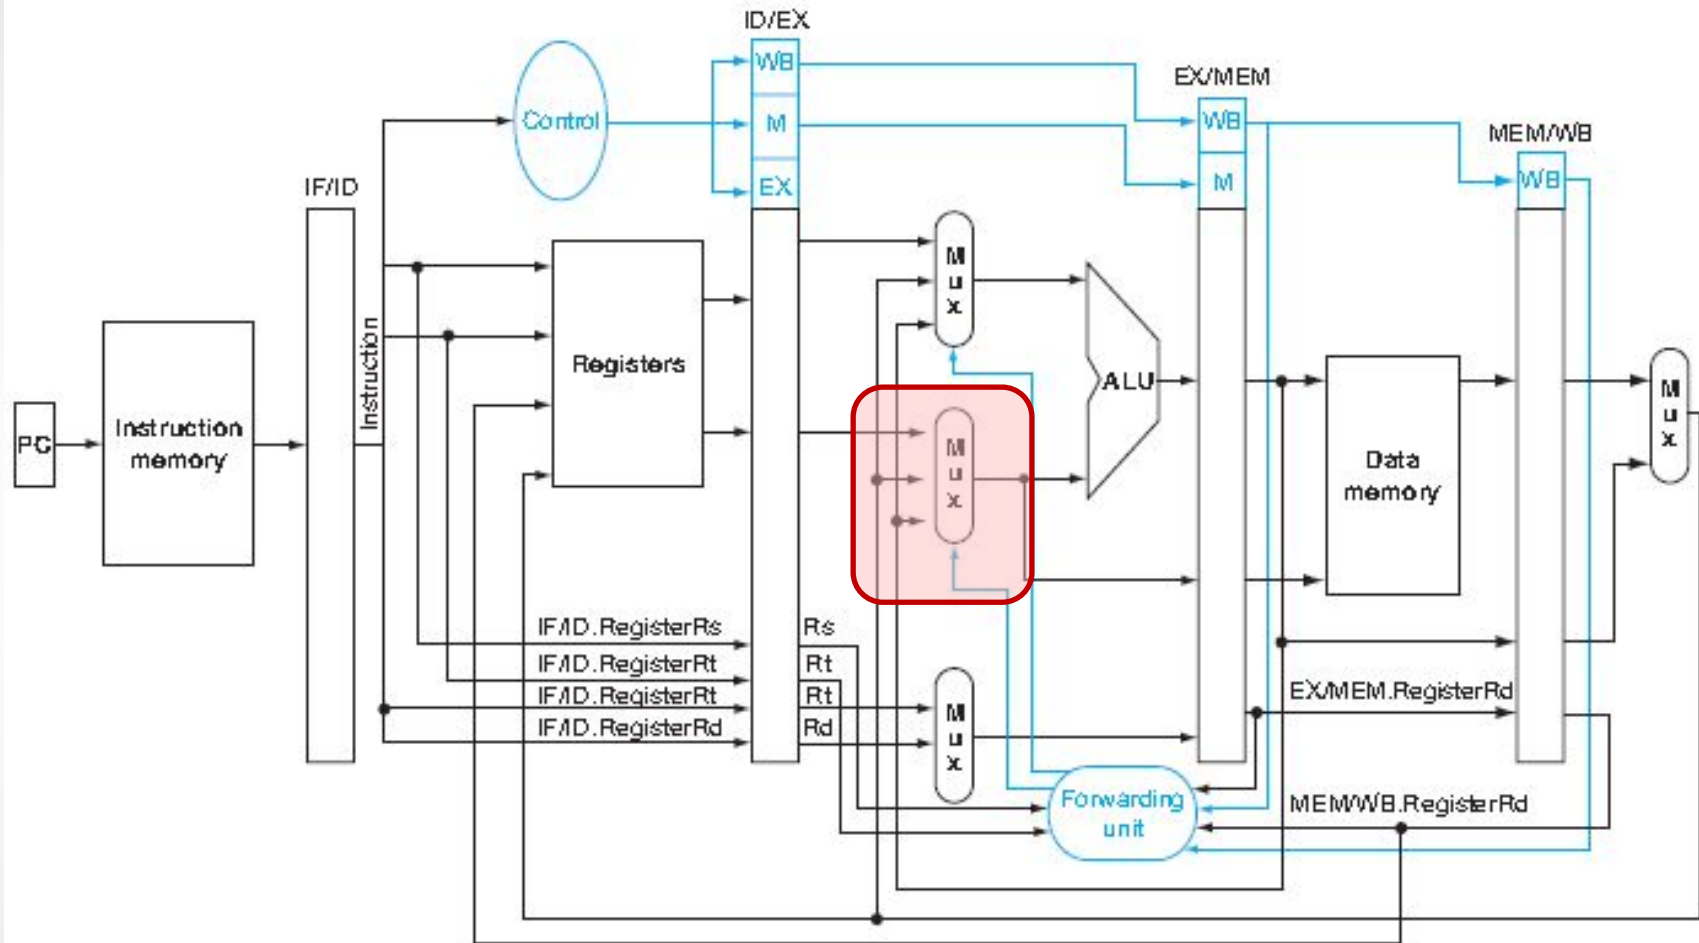 ID/EX
WB
EX/MEM
Control
M
WB
MEM/WB
IF/ID
EX
M
WB
M
u
x
Instruction
Registers
ALU
M
u
x
PC
Instruction
memory
M
u
x
Data
memory
IF/ID.RegisterRs
Rs
IF/ID.RegisterRt
Rt
IF/ID.RegisterRt
Rt
EX/MEM.RegisterRd
IF/ID.RegisterRd
Rd
M
u
x
Forwarding
unit
MEM/WB.RegisterRd